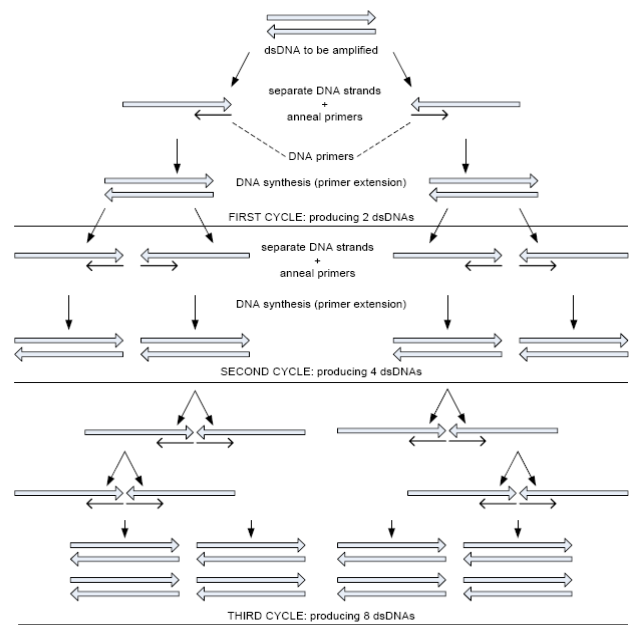 dsDNA to be amplified
separate DNA strands
+
anneal primers
DNA primers
DNA synthesis (primer extension)
FIRST CYCLE: producing 2 dsDNAs
separate DNA strands
+
anneal primers
DNA synthesis (primer extension)
SECOND CYCLE: producing 4 dsDNAs
THIRD CYCLE: producing 8 dsDNAs